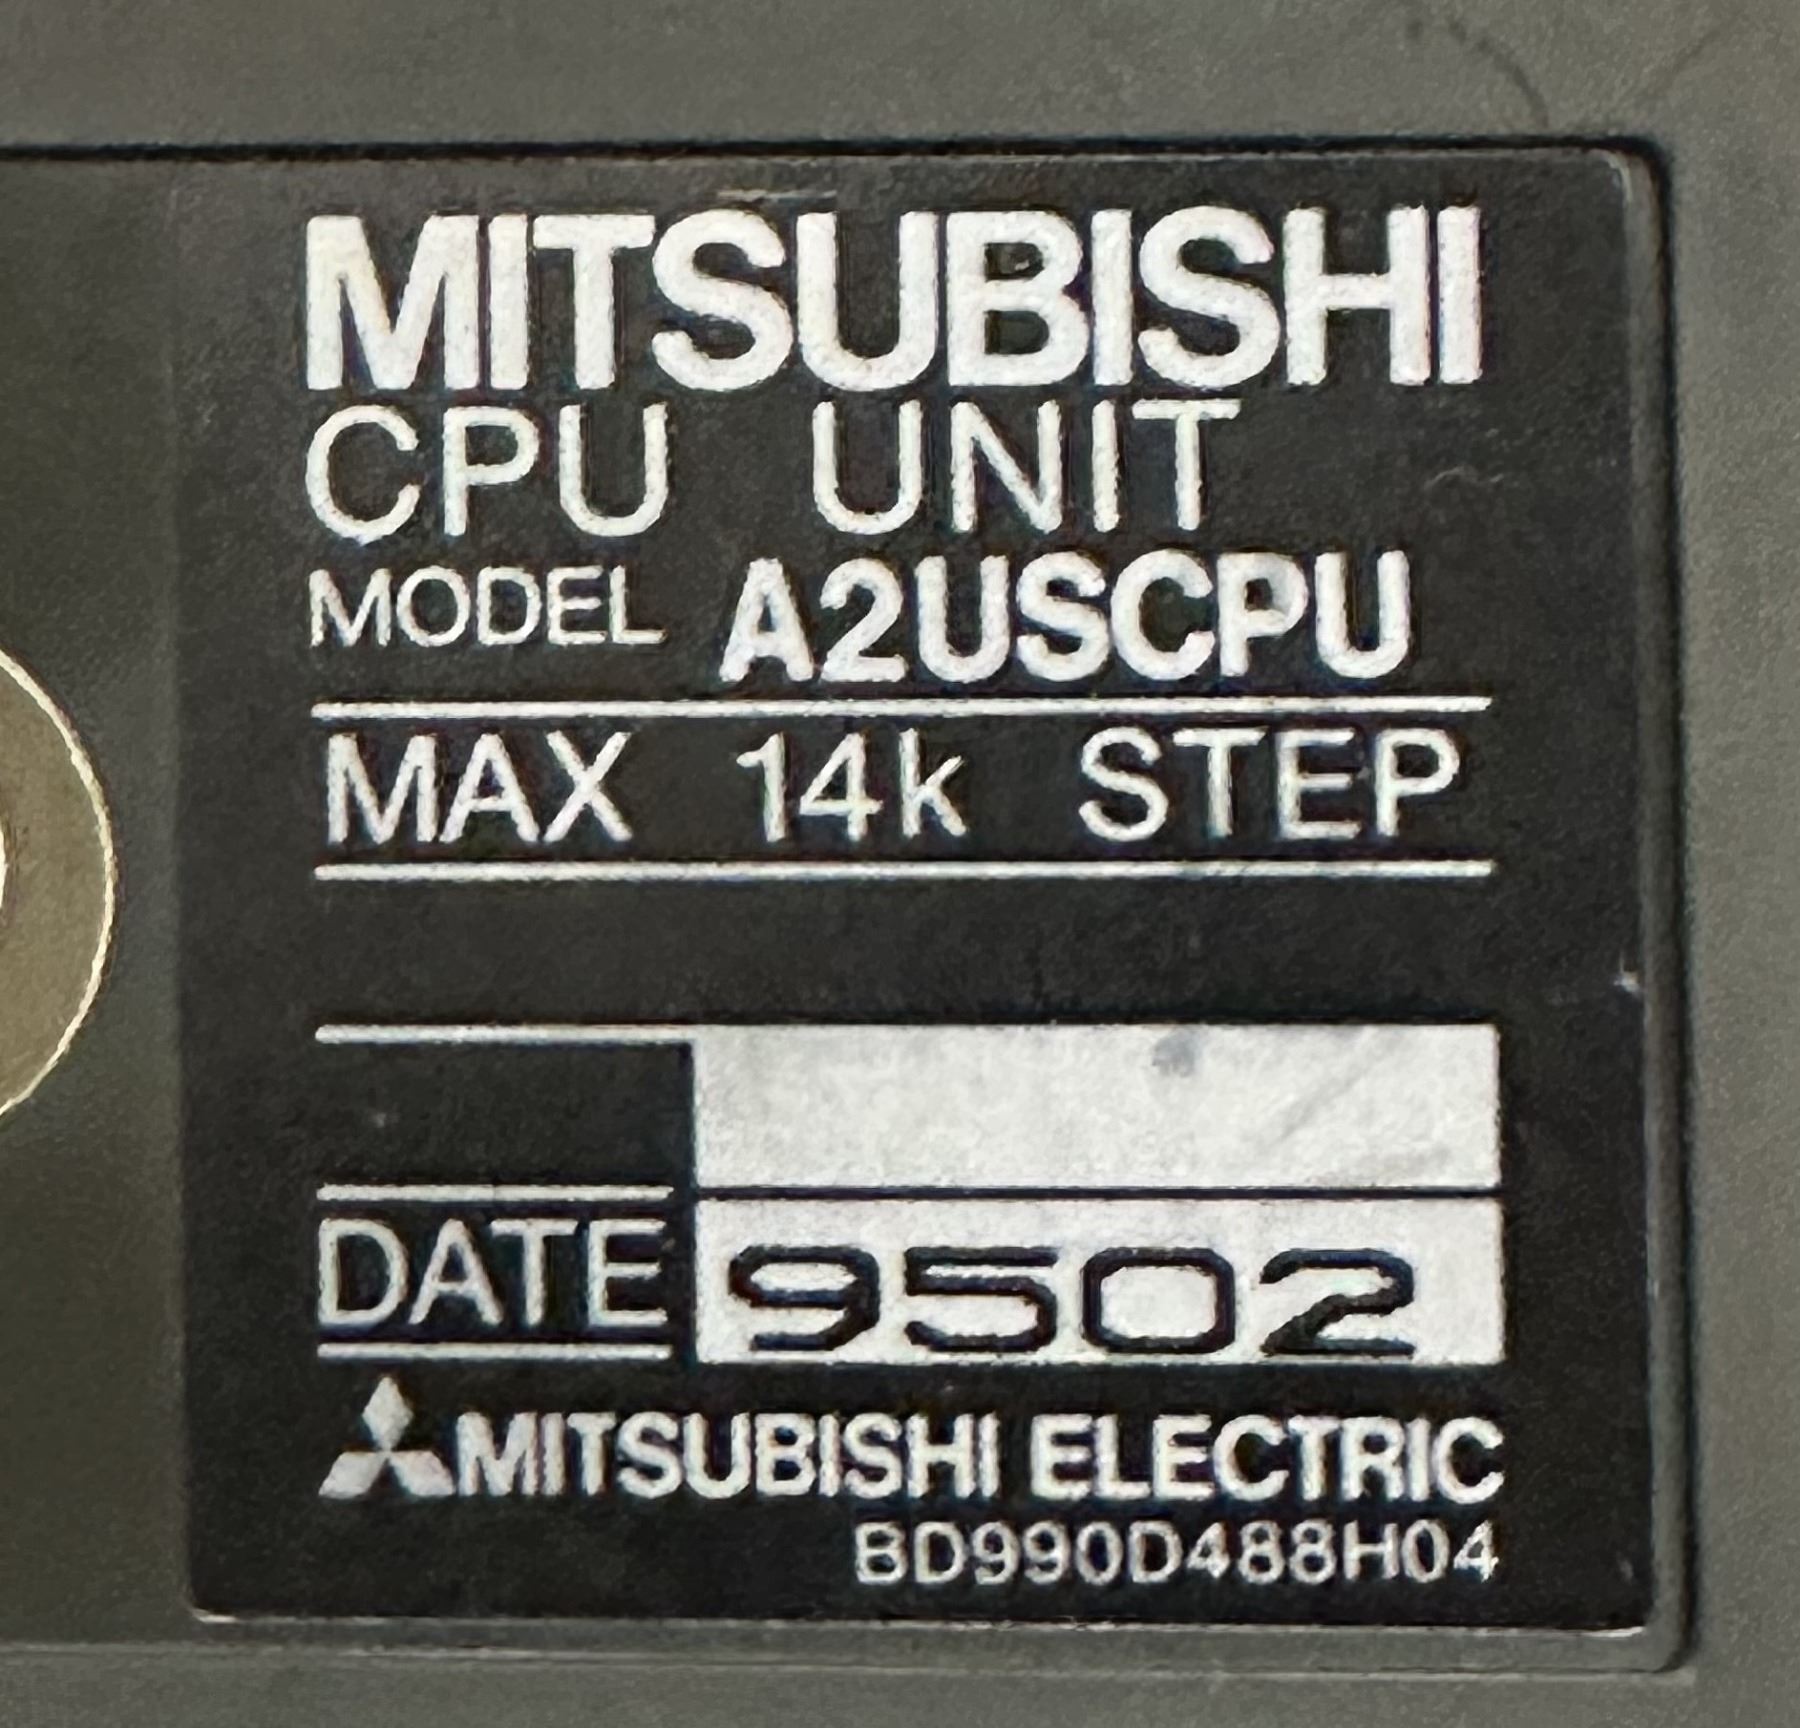 MITSUBISHI
CPU UNIT
MODEL A2USCPU
MAX 14k STEP
DATE 9502
MITSUBISHI ELECTRIC
BD990D488H04